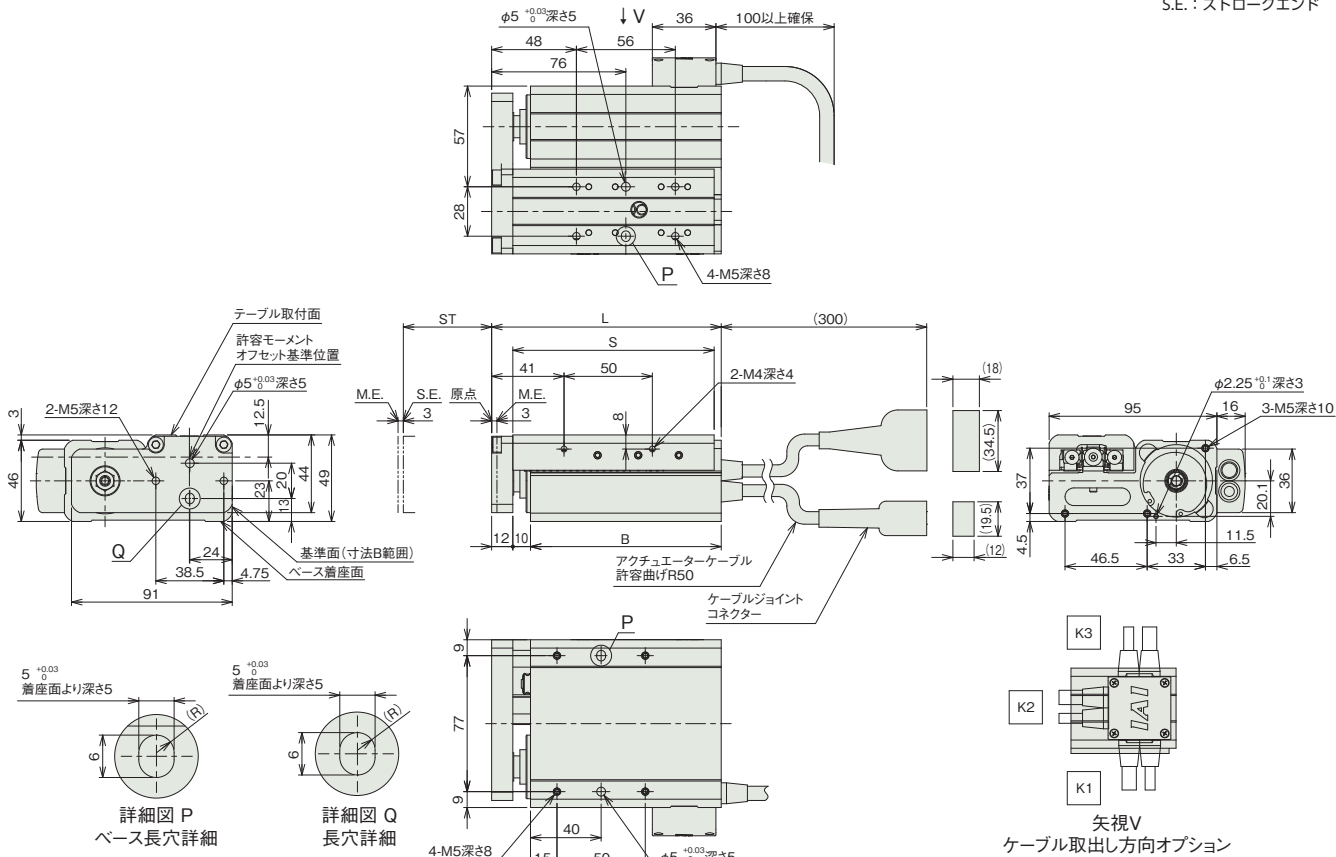 S.E.：ストロークエンド
φ5 +0.03 0 深さ5
↓V
36
100以上確保
48
56
76
57
28
P
4-M5深さ8
テーブル取付面
許容モーメント
オフセット基準位置
φ5 +0.03 0 深さ5
2-M5深さ12
3
46
12.5
20
23
13
44
49
Q
24
38.5
4.75
91
基準面(寸法B範囲)
ベース着座面
ST
L
(300)
S
41
50
2-M4深さ4
M.E.
S.E.
原点
M.E.
3
3
8
12
10
B
(18)
(34.5)
(19.5)
(12)
アクチュエーターケーブル
許容曲げR50
ケーブルジョイント
コネクター
φ2.25 +0.1 0 深さ3
3-M5深さ10
95
16
37
4.5
36
20.1
11.5
46.5
33
6.5
5 +0.03 0
着座面より深さ5
(R)
6
詳細図 P
ベース長穴詳細
5 +0.03 0
着座面より深さ5
(R)
6
詳細図 Q
長穴詳細
P
9
77
9
40
4-M5深さ8
15
50
φ5 +0.03 0 深さ5
K3
K2
K1
IAI
矢視V
ケーブル取出し方向オプション